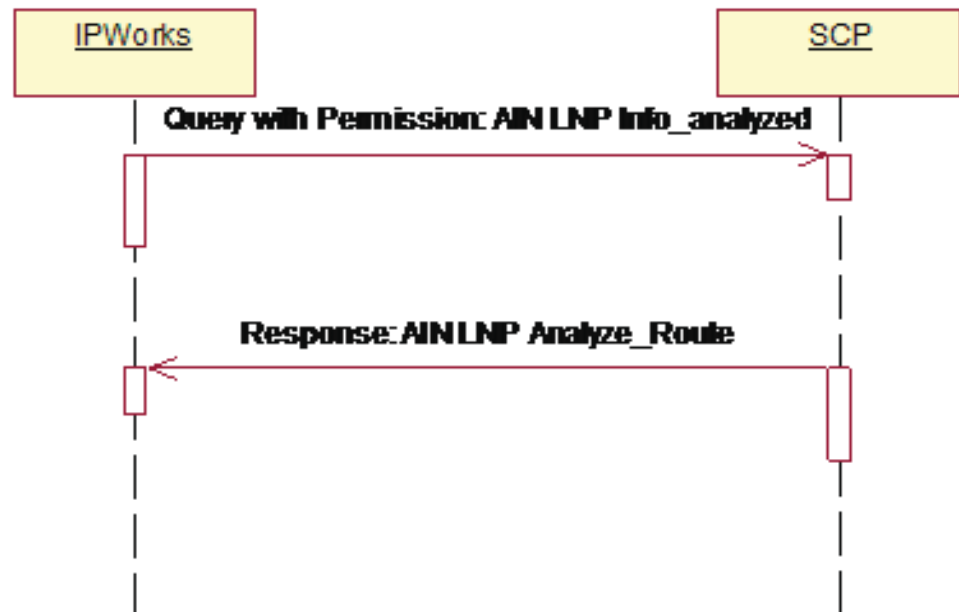 IPWorks
SCP
Query with Permission: AIN LNP Info_analyzed
Response: AIN LNP Analyze_Route